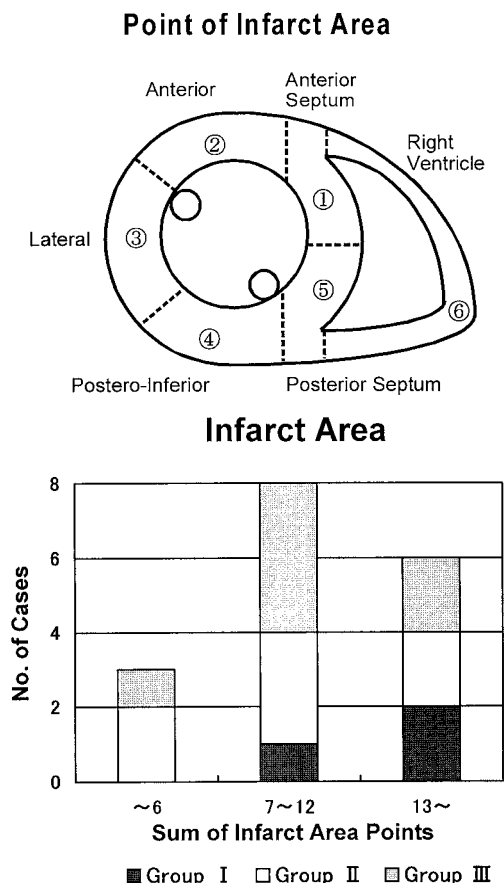 Point of Infarct Area
Anterior
Anterior
Septum
Right
Ventricle
②
①
Lateral
③
⑤
⑥
④
Postero-Inferior
Posterior Septum
Infarct Area
No. of Cases
8
6
4
2
0
~6
7~12
13~
Sum of Infarct Area Points
Group Ⅰ
Group Ⅱ
Group Ⅲ